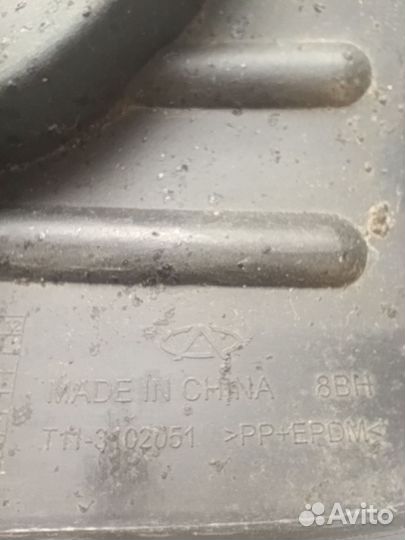 MADE IN CHINA 8BH
T11-3102051 >PP+EPDM<
Avito